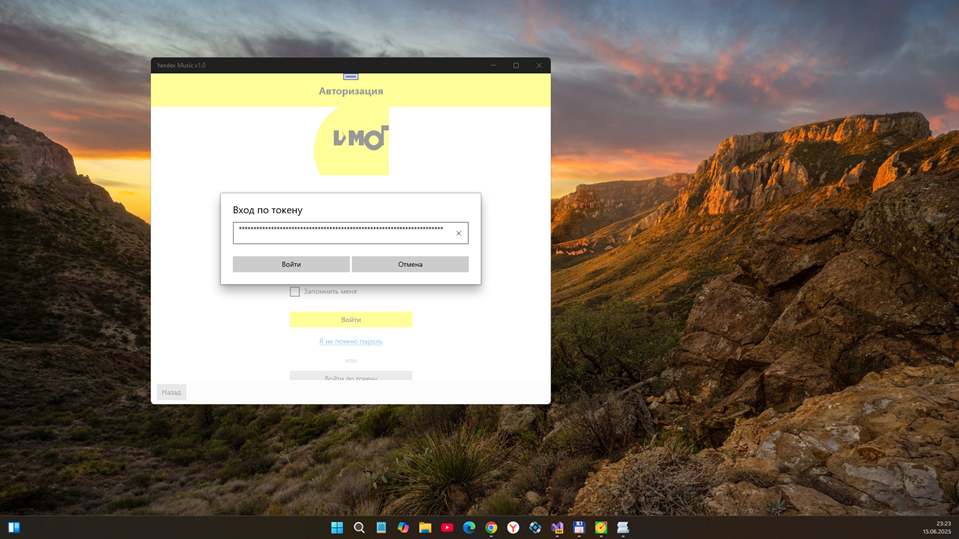 Yandex Music v1.0
Авторизация
Вход по токену
**********************************************************************
Войти
Отмена
Запомнить меня
Войти
Я не помню пароль
или
Войти по токену
Назад
23:23
15.06.2025